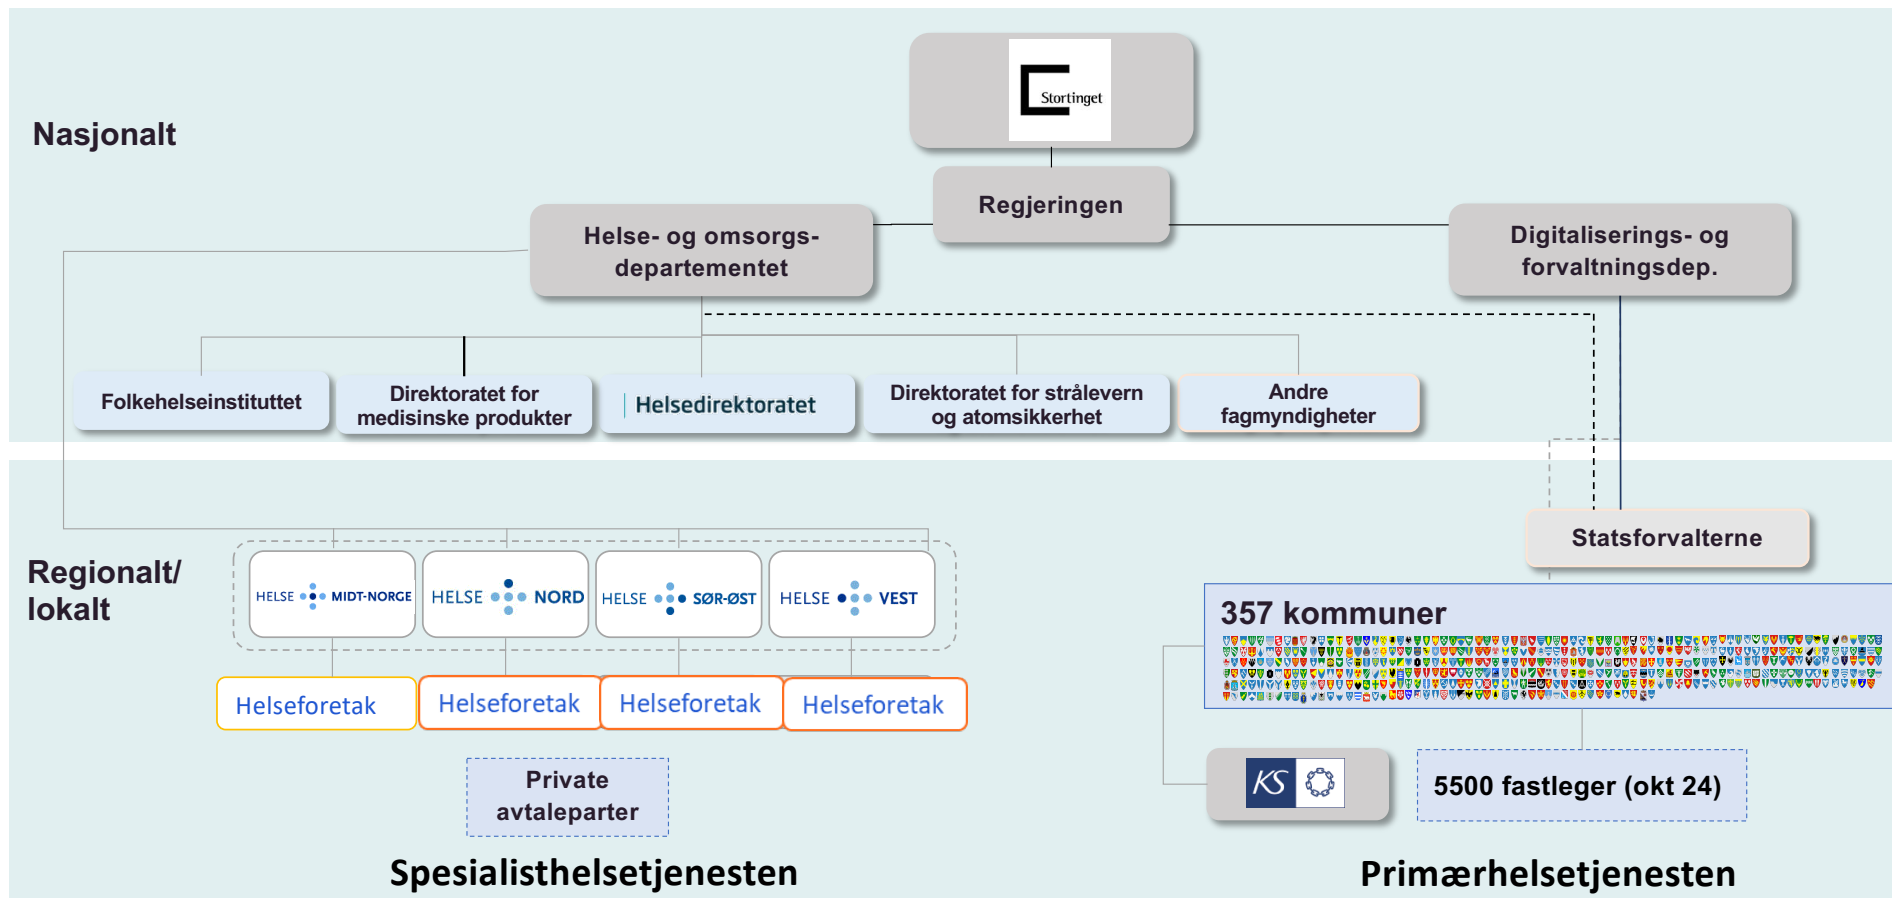 Nasjonalt
Stortinget
Regjeringen
Helse- og omsorgs-
departementet
Digitaliserings- og
forvaltningsdep.
Folkehelseinstituttet
Direktoratet for
medisinske produkter
Helsedirektoratet
Direktoratet for strålevern
og atomsikkerhet
Andre
fagmyndigheter
Statsforvalterne
Regionalt/
lokalt
HELSE MIDT-NORGE
HELSE NORD
HELSE SØR-ØST
HELSE VEST
357 kommuner
Helseforetak
Helseforetak
Helseforetak
Helseforetak
Private
avtaleparter
KS
5500 fastleger (okt 24)
Spesialisthelsetjenesten
Primærhelsetjenesten